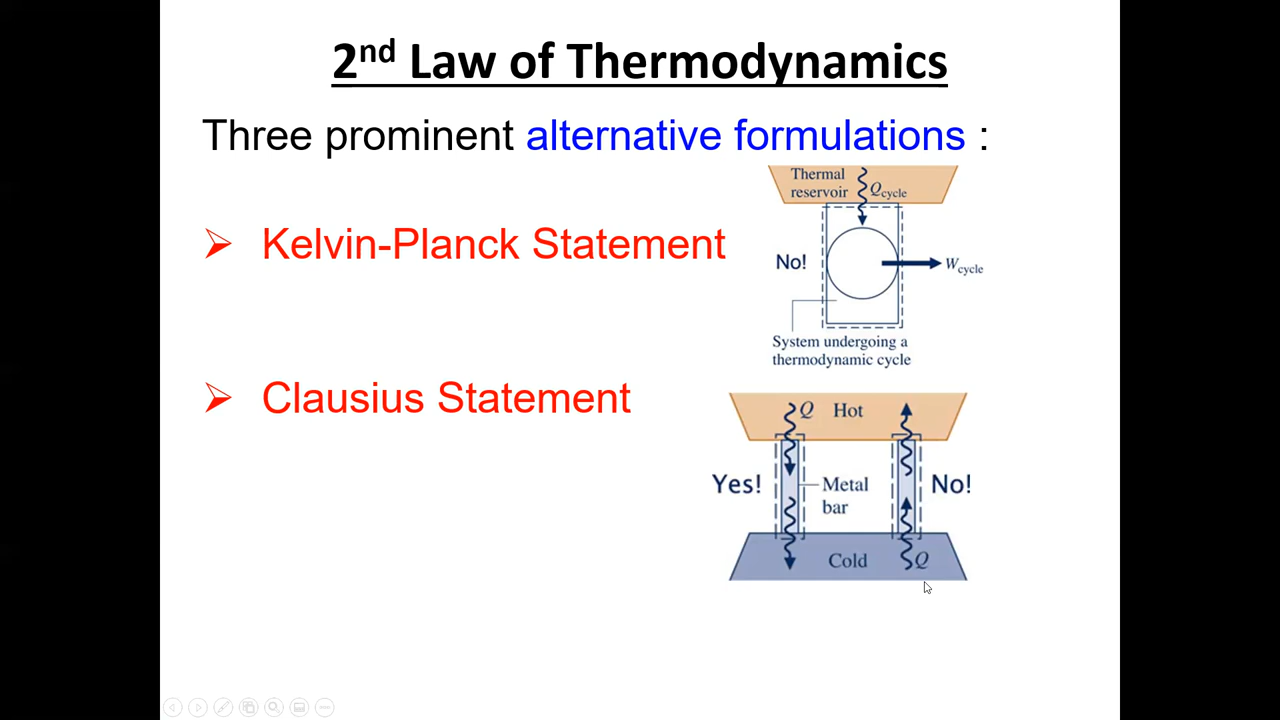 2nd Law of Thermodynamics
Three prominent alternative formulations :
Thermal
reservoir
Qcycle
➢ Kelvin-Planck Statement
No!
Wcycle
System undergoing a
thermodynamic cycle
➢ Clausius Statement
Q Hot
Yes!
Metal
bar
No!
Cold
Q